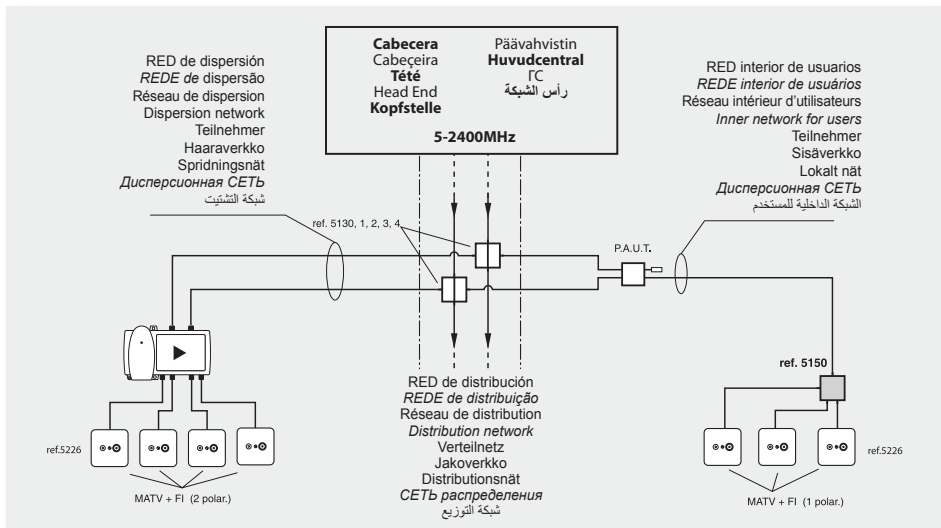 RED de dispersión
REDE de dispersão
Réseau de dispersion
Dispersion network
Teilnehmer
Haaraverkko
Spridningsnät
Дисперсионная СЕТЬ
شبكة التشتيت
Cabecera
Cabeçeira
Tété
Head End
Kopfstelle
Päävahvistin
Huvudcentral
ГС
رأس الشبكة
5-2400MHz
RED interior de usuarios
REDE interior de usuários
Réseau intérieur d'utilisateurs
Inner network for users
Teilnehmer
Sisäverkko
Lokalt nät
Дисперсионная СЕТЬ
الشبكة الداخلية للمستخدم
ref. 5130, 1, 2, 3, 4
P.A.U.T.
ref. 5150
RED de distribución
REDE de distribuição
Réseau de distribution
Distribution network
Verteilnetz
Jakoverkko
Distributionsnät
СЕТЬ распределения
شبكة التوزيع
ref.5226
MATV + FI (2 polar.)
ref.5226
MATV + FI (1 polar.)